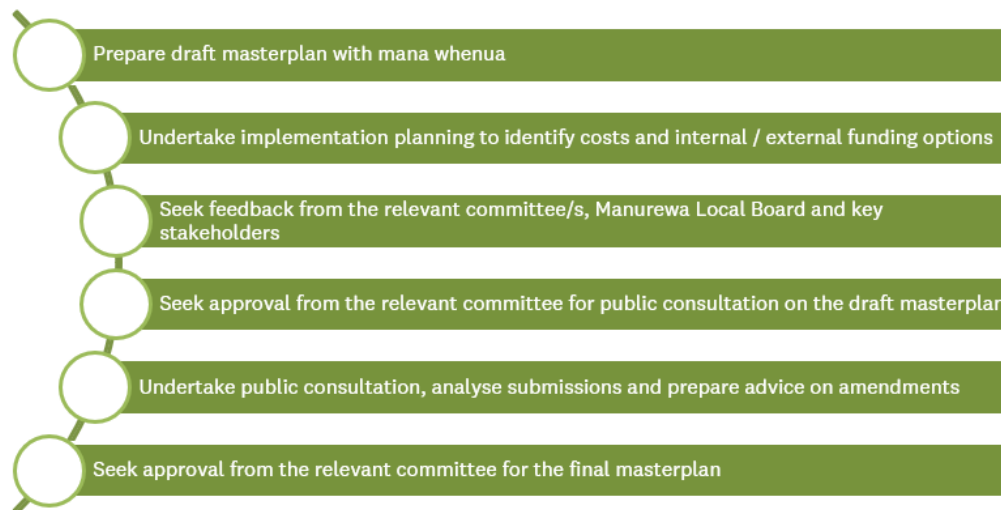 Prepare draft masterplan with mana whenua
Undertake implementation planning to identify costs and internal / external funding options
Seek feedback from the relevant committee/s, Manurewa Local Board and key
stakeholders
Seek approval from the relevant committee for public consultation on the draft masterplan
Undertake public consultation, analyse submissions and prepare advice on amendments
Seek approval from the relevant committee for the final masterplan